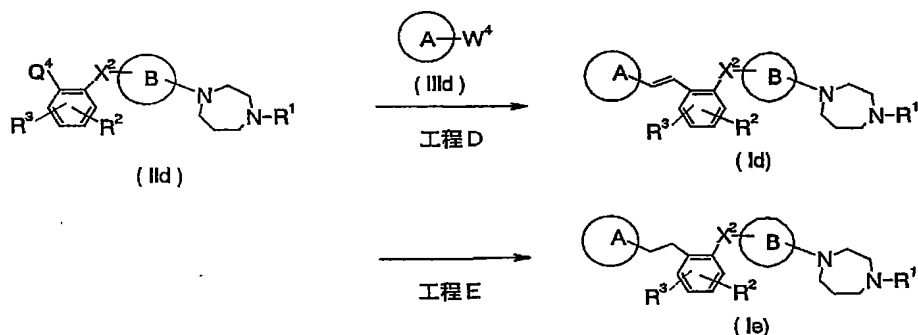 A W⁴
Q⁴ X² B N N-R¹
R³ R²
(IId)
(IIId)
工程D
A X² B N N-R¹
R³ R²
(Id)
工程E
A X² B N N-R¹
R³ R²
(Ie)